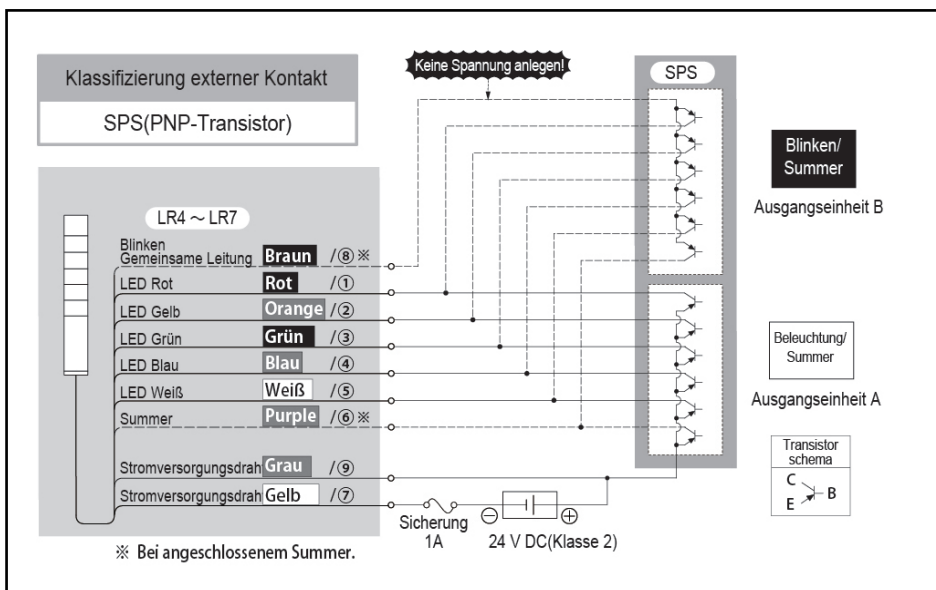 Klassifizierung externer Kontakt
SPS(PNP-Transistor)
Keine Spannung anlegen!
SPS
Blinken/
Summer
Ausgangseinheit B
LR4 ～ LR7
Blinken
Gemeinsame Leitung Braun /⑧ ※
LED Rot Rot /①
LED Gelb Orange /②
LED Grün Grün /③
LED Blau Blau /④
LED Weiß Weiß /⑤
Summer Purple /⑥ ※
Stromversorgungsdrah Grau /⑨
Stromversorgungsdrah Gelb /⑦
※ Bei angeschlossenem Summer.
Sicherung
1A
⊖ ⊕
24 V DC(Klasse 2)
Beleuchtung/
Summer
Ausgangseinheit A
Transistor
schema
C
B
E